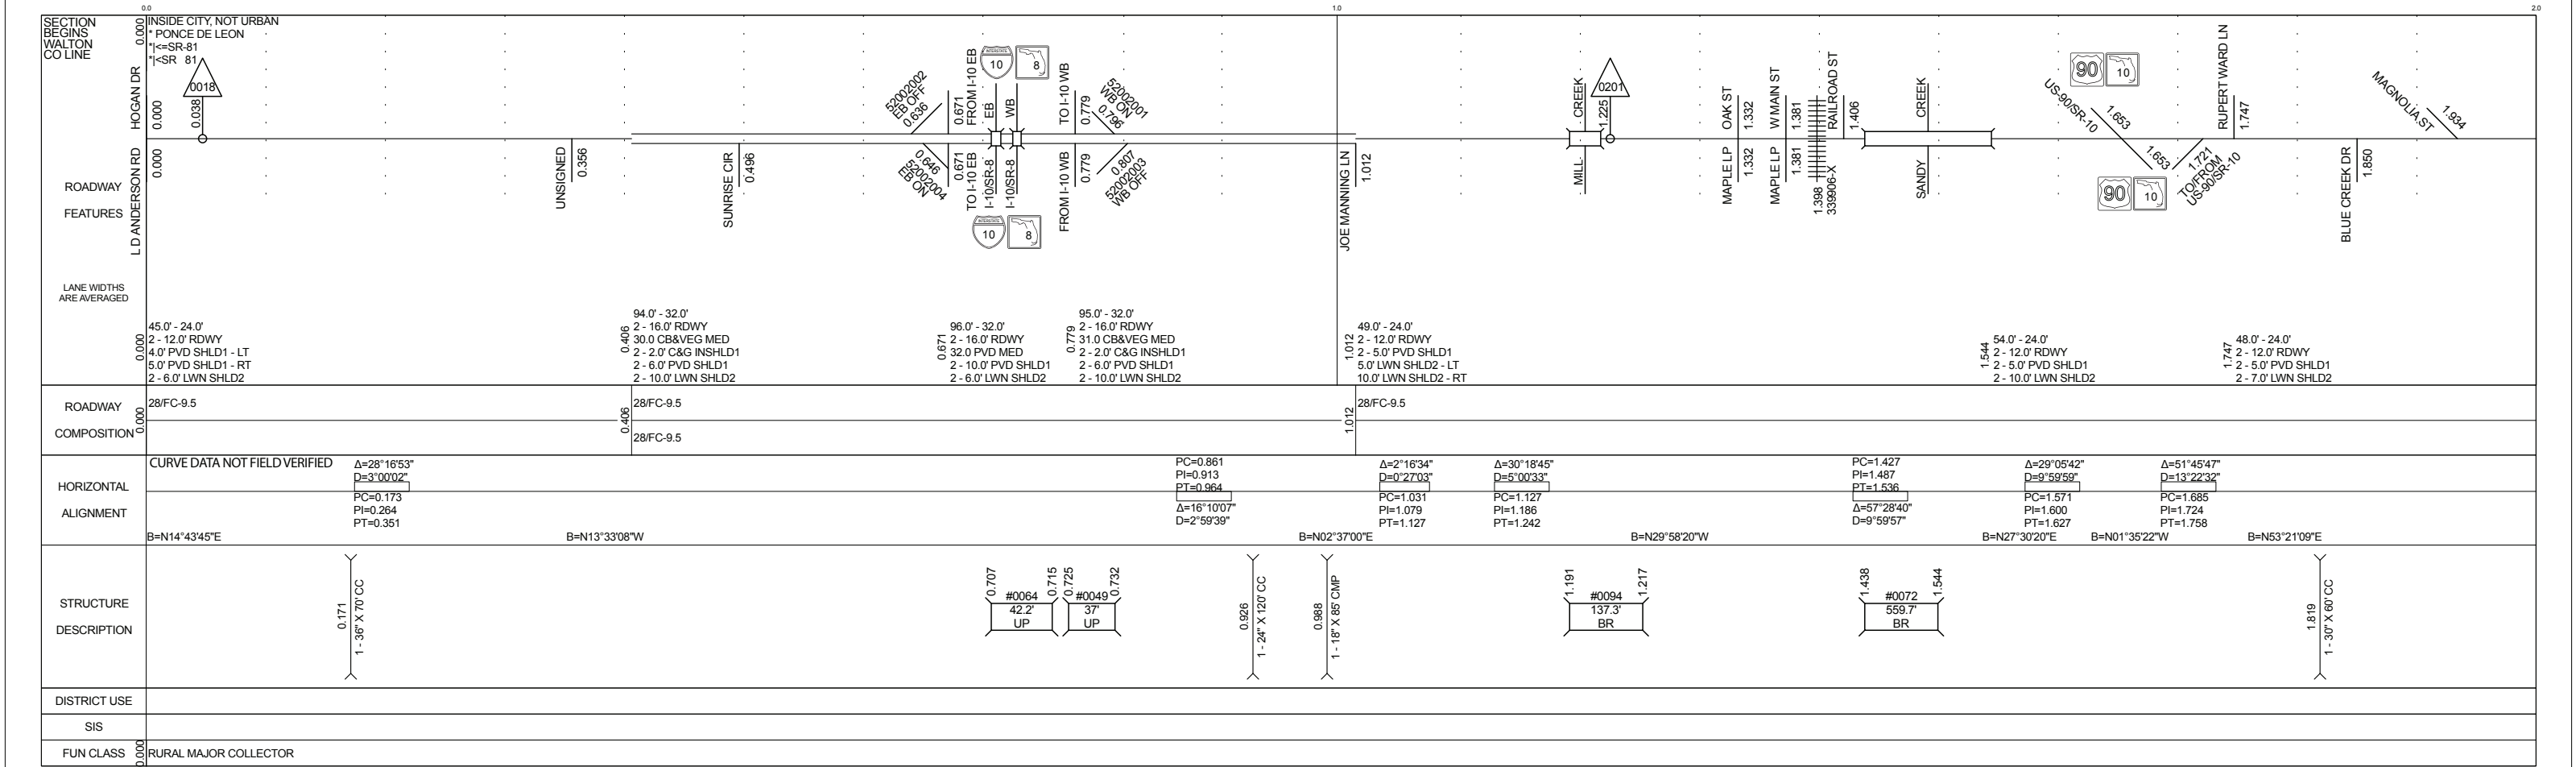 0.0
1.0
2.0
SECTION
BEGINS
WALTON
CO LINE
0.000
INSIDE CITY, NOT URBAN
* PONCE DE LEON
*|<=SR-81
*|<SR 81
ROADWAY
FEATURES
LANE WIDTHS
ARE AVERAGED
HOGAN DR
0.000
L D ANDERSON RD
0.000
0018
0.038
UNSIGNED
0.356
SUNRISE CIR
0.496
52002002
EB OFF
0.636
0.646
52002004
EB ON
0.671
FROM I-10 EB
0.671
TO I-10 EB
INTERSTATE
10
8
EB
WB
I-10/SR-8
I-10/SR-8
INTERSTATE
10
8
TO I-10 WB
0.779
FROM I-10 WB
0.779
52002001
WB ON
0.796
0.807
52002003
WB OFF
JOE MANNING LN
1.012
CREEK
MILL
0201
1.225
OAK ST
1.332
MAPLE LP
1.332
W MAIN ST
1.381
MAPLE LP
1.381
1.398
339906-X
RAILROAD ST
1.406
CREEK
SANDY
90
10
US-90/SR-10
1.653
1.653
90
10
1.721
TO/FROM
US-90/SR-10
RUPERT WARD LN
1.747
BLUE CREEK DR
1.850
MAGNOLIA ST
1.934
0.000
45.0' - 24.0'
2 - 12.0' RDWY
4.0' PVD SHLD1 - LT
5.0' PVD SHLD1 - RT
2 - 6.0' LWN SHLD2
0.406
94.0' - 32.0'
2 - 16.0' RDWY
30.0 CB&VEG MED
2 - 2.0' C&G INSHLD1
2 - 6.0' PVD SHLD1
2 - 10.0' LWN SHLD2
0.671
96.0' - 32.0'
2 - 16.0' RDWY
32.0 PVD MED
2 - 10.0' PVD SHLD1
2 - 6.0' LWN SHLD2
0.779
95.0' - 32.0'
2 - 16.0' RDWY
31.0 CB&VEG MED
2 - 2.0' C&G INSHLD1
2 - 6.0' PVD SHLD1
2 - 10.0' LWN SHLD2
1.012
49.0' - 24.0'
2 - 12.0' RDWY
2 - 5.0' PVD SHLD1
5.0' LWN SHLD2 - LT
10.0' LWN SHLD2 - RT
1.544
54.0' - 24.0'
2 - 12.0' RDWY
2 - 5.0' PVD SHLD1
2 - 10.0' LWN SHLD2
1.747
48.0' - 24.0'
2 - 12.0' RDWY
2 - 5.0' PVD SHLD1
2 - 7.0' LWN SHLD2
ROADWAY
COMPOSITION
0.000
28/FC-9.5
0.406
28/FC-9.5
28/FC-9.5
1.012
28/FC-9.5
HORIZONTAL
ALIGNMENT
CURVE DATA NOT FIELD VERIFIED
Δ=28°16'53"
D=3°00'02"
PC=0.173
PI=0.264
PT=0.351
PC=0.861
PI=0.913
PT=0.964
Δ=16°10'07"
D=2°59'39"
Δ=2°16'34"
D=0°27'03"
PC=1.031
PI=1.079
PT=1.127
Δ=30°18'45"
D=5°00'33"
PC=1.127
PI=1.186
PT=1.242
PC=1.427
PI=1.487
PT=1.536
Δ=57°28'40"
D=9°59'57"
Δ=29°05'42"
D=9°59'59"
PC=1.571
PI=1.600
PT=1.627
Δ=51°45'47"
D=13°22'32"
PC=1.685
PI=1.724
PT=1.758
B=N14°43'45"E
B=N13°33'08"W
B=N02°37'00"E
B=N29°58'20"W
B=N27°30'20"E
B=N01°35'22"W
B=N53°21'09"E
STRUCTURE
DESCRIPTION
0.171
1 - 36" X 70' CC
0.707
0.715
#0064
42.2'
UP
0.725
0.732
#0049
37'
UP
0.926
1 - 24" X 120' CC
0.988
1 - 18" X 85' CMP
1.191
1.217
#0094
137.3'
BR
1.438
1.544
#0072
559.7'
BR
1.819
1 - 30" X 60' CC
DISTRICT USE
SIS
FUN CLASS
0.000
RURAL MAJOR COLLECTOR